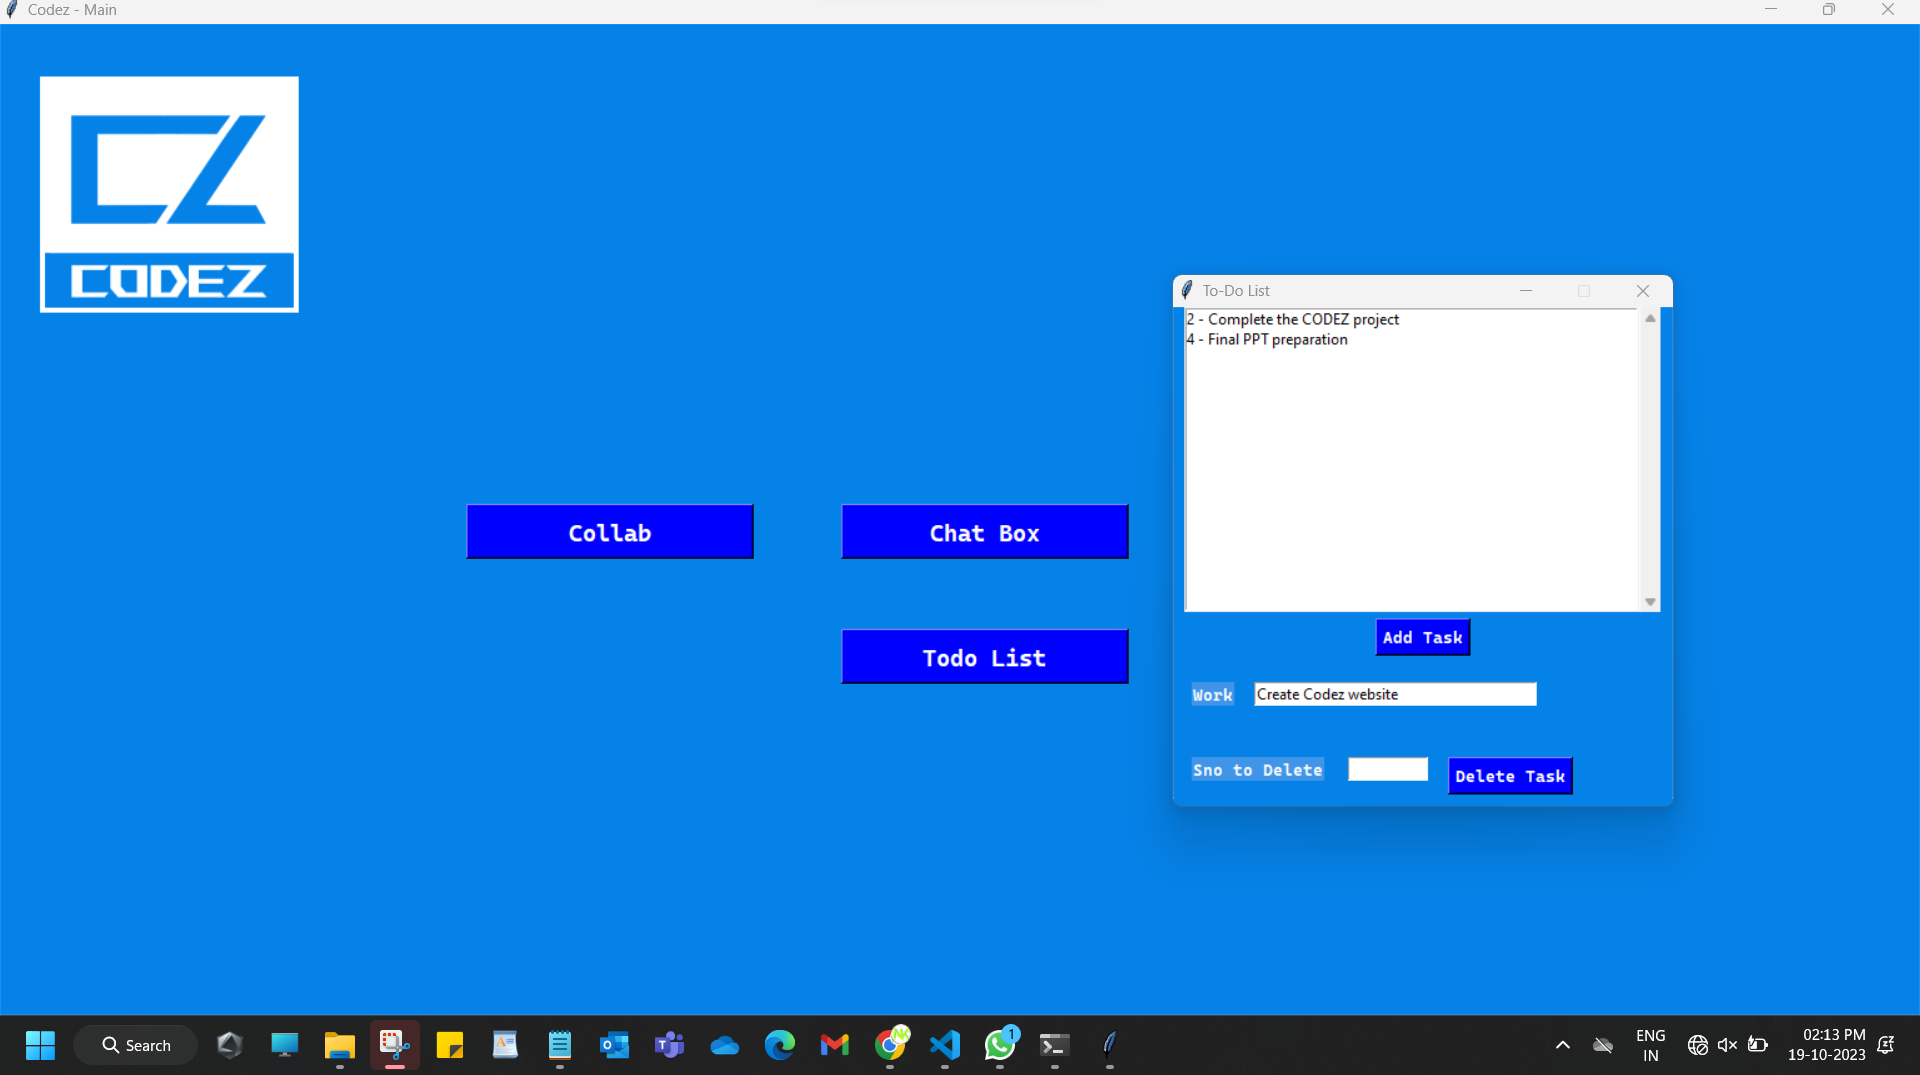 Codez - Main
CZ
CODEZ
To-Do List
2 - Complete the CODEZ project
4 - Final PPT preparation
Collab
Chat Box
Todo List
Add Task
Work
Create Codez website
Sno to Delete
Delete Task
Search
NK
1
ENG
IN
02:13 PM
19-10-2023